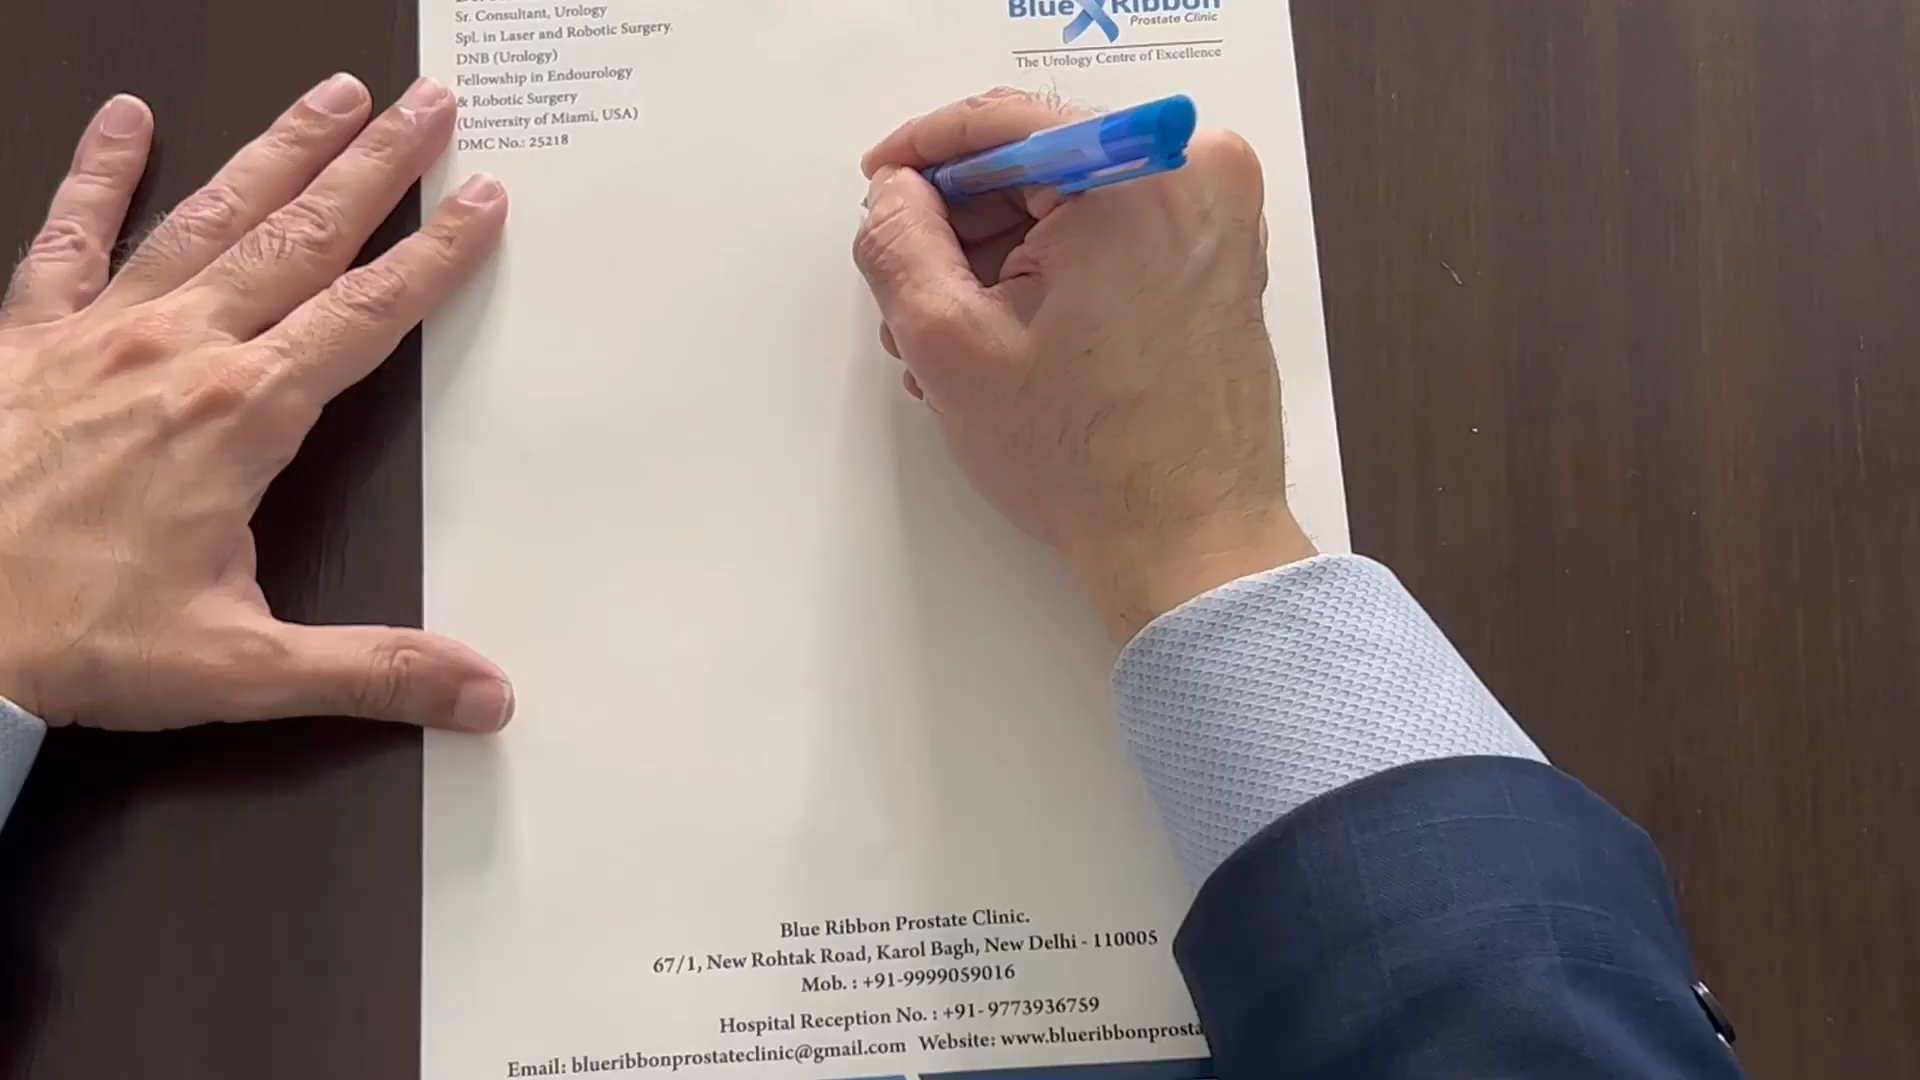 Sr. Consultant, Urology
Spl. in Laser and Robotic Surgery.
DNB (Urology)
Fellowship in Endourology
& Robotic Surgery
(University of Miami, USA)
DMC No.: 25218
Blue Ribbon
Prostate Clinic
The Urology Centre of Excellence
Blue Ribbon Prostate Clinic.
67/1, New Rohtak Road, Karol Bagh, New Delhi - 110005
Mob. : +91-9999059016
Hospital Reception No. : +91- 9773936759
Email: blueribbonprostateclinic@gmail.com Website: www.blueribbonprosta